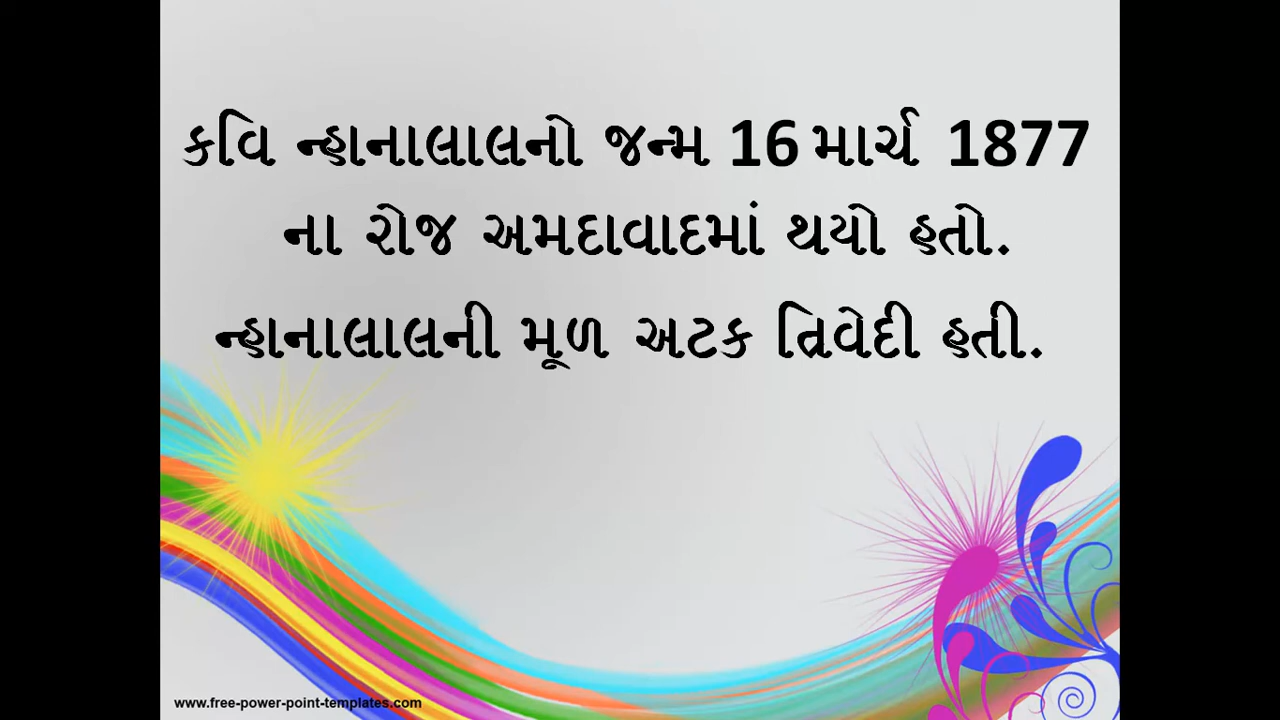 કવિ ન્હાનાલાલનો જન્મ 16 માર્ચ 1877
ના રોજ અમદાવાદમાં થયો હતો.
ન્હાનાલાલની મૂળ અટક ત્રિવેદી હતી.
www.free-power-point-templates.com